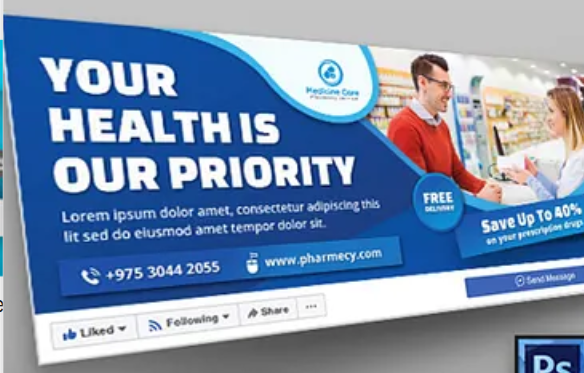 YOUR
HEALTH IS
OUR PRIORITY
Lorem ipsum dolor amet, consectetur adipiscing this
lit sed do eiusmod amet tempor dolor sit.
+975 3044 2055
www.pharmecy.com
Medicine Care
FREE
DELIVERY
Save Up To 40%
on your prescription drugs.
Liked
Following
Share
...
Send Message
Ps
e